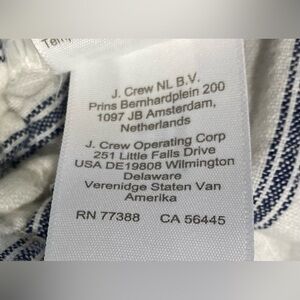 J. Crew NL B.V.
Prins Bernhardplein 200
1097 JB Amsterdam,
Netherlands
J. Crew Operating Corp
251 Little Falls Drive
USA DE19808 Wilmington
Delaware
Verenidge Staten Van
Amerika
RN 77388 CA 56445